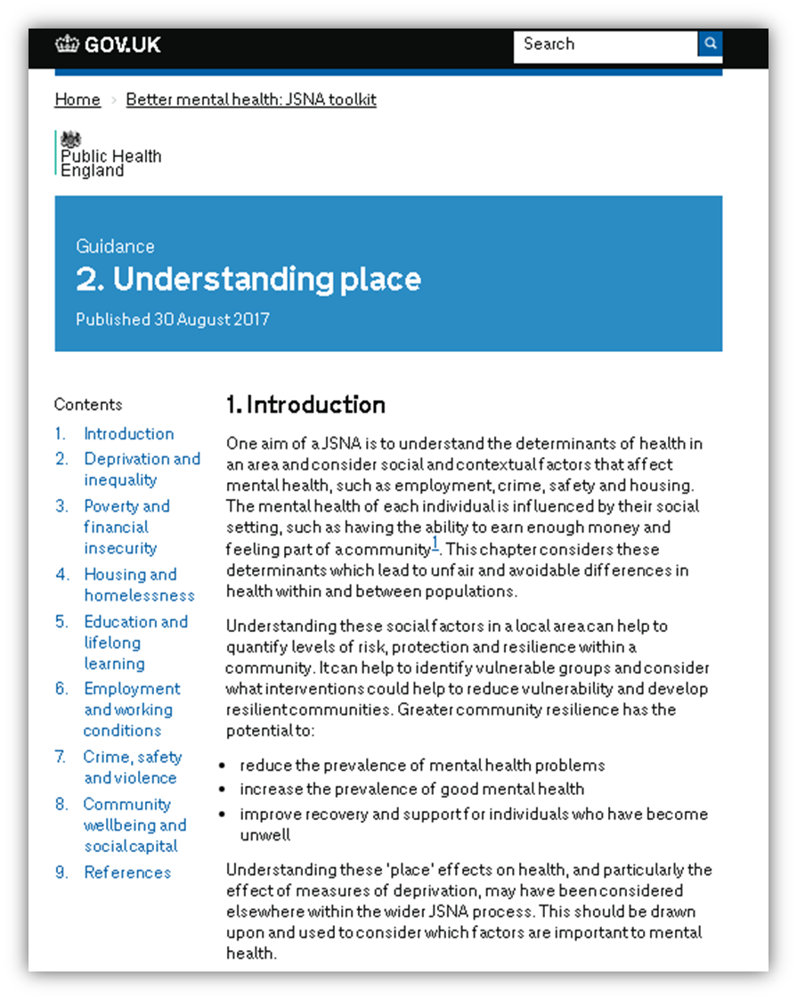 GOV.UK
Search
Home › Better mental health: JSNA toolkit
Public Health
England
Guidance
2. Understanding place
Published 30 August 2017
Contents
1. Introduction
2. Deprivation and
inequality
3. Poverty and
financial
insecurity
4. Housing and
homelessness
5. Education and
lifelong
learning
6. Employment
and working
conditions
7. Crime, safety
and violence
8. Community
wellbeing and
social capital
9. References
1. Introduction
One aim of a JSNA is to understand the determinants of health in
an area and consider social and contextual factors that affect
mental health, such as employment, crime, safety and housing.
The mental health of each individual is influenced by their social
setting, such as having the ability to earn enough money and
feeling part of a community1. This chapter considers these
determinants which lead to unfair and avoidable differences in
health within and between populations.
Understanding these social factors in a local area can help to
quantify levels of risk, protection and resilience within a
community. It can help to identify vulnerable groups and consider
what interventions could help to reduce vulnerability and develop
resilient communities. Greater community resilience has the
potential to:
• reduce the prevalence of mental health problems
• increase the prevalence of good mental health
• improve recovery and support for individuals who have become
unwell
Understanding these 'place' effects on health, and particularly the
effect of measures of deprivation, may have been considered
elsewhere within the wider JSNA process. This should be drawn
upon and used to consider which factors are important to mental
health.